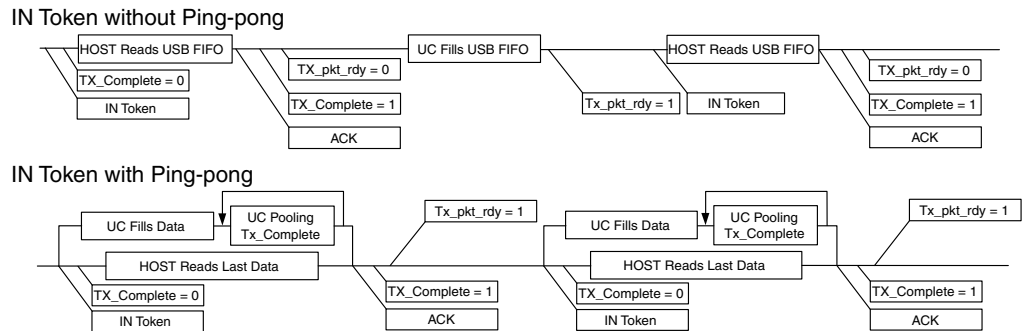 IN Token without Ping-pong
HOST Reads USB FIFO
UC Fills USB FIFO
HOST Reads USB FIFO
TX_Complete = 0
TX_pkt_rdy = 0
TX_pkt_rdy = 0
IN Token
TX_Complete = 1
Tx_pkt_rdy = 1
IN Token
TX_Complete = 1
ACK
ACK
IN Token with Ping-pong
UC Fills Data
UC Pooling
Tx_Complete
Tx_pkt_rdy = 1
UC Fills Data
UC Pooling
Tx_Complete
Tx_pkt_rdy = 1
HOST Reads Last Data
HOST Reads Last Data
TX_Complete = 0
TX_Complete = 1
TX_Complete = 0
TX_Complete = 1
IN Token
ACK
IN Token
ACK